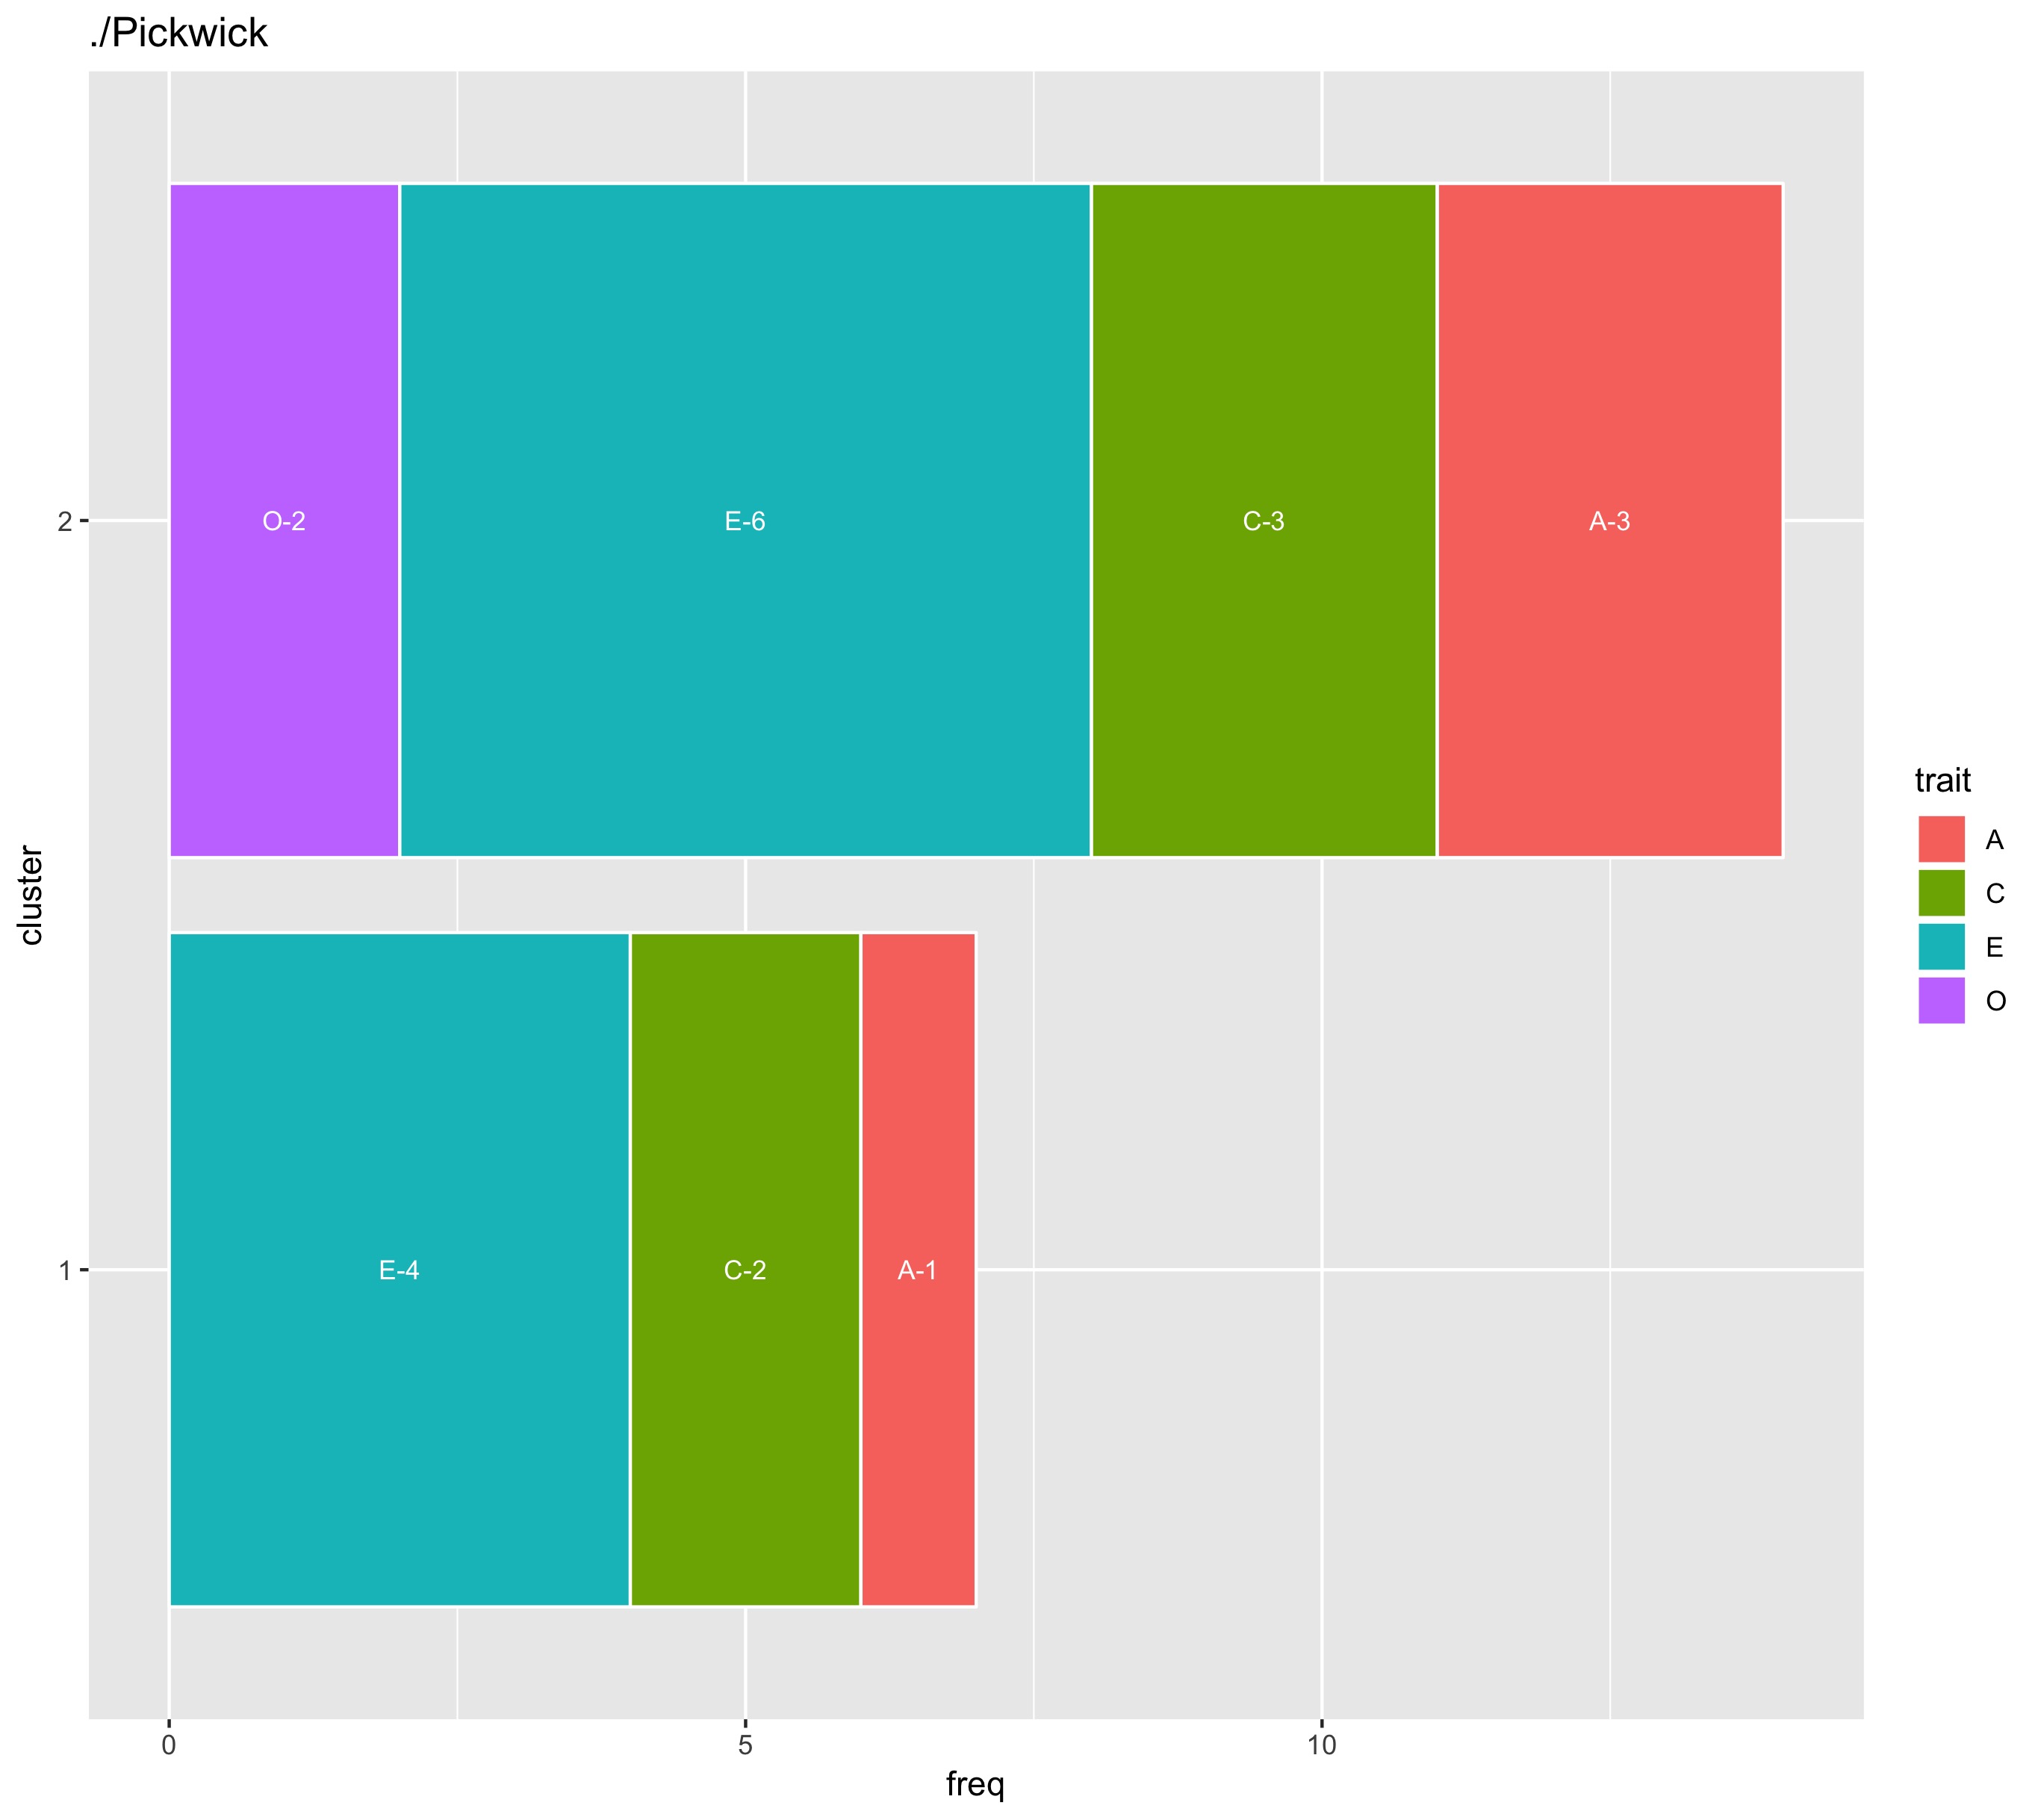 ./Pickwick
cluster
2
O-2 E-6 C-3 A-3
1
E-4 C-2 A-1
0 5 10
freq
trait
A
C
E
O